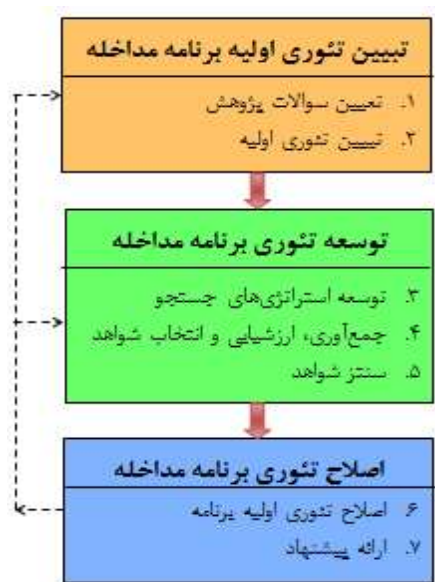 تبیین تئوری اولیه برنامه مداخله
۱. تعیین سوالات پژوهش
۲. تبیین تئوری اولیه
توسعه تئوری برنامه مداخله
۳. توسعه استراتژی‌های جستجو
۴. جمع‌آوری، ارزشیابی و انتخاب شواهد
۵. سنتز شواهد
اصلاح تئوری برنامه مداخله
۶. اصلاح تئوری اولیه برنامه
۷. ارائه پیشنهاد